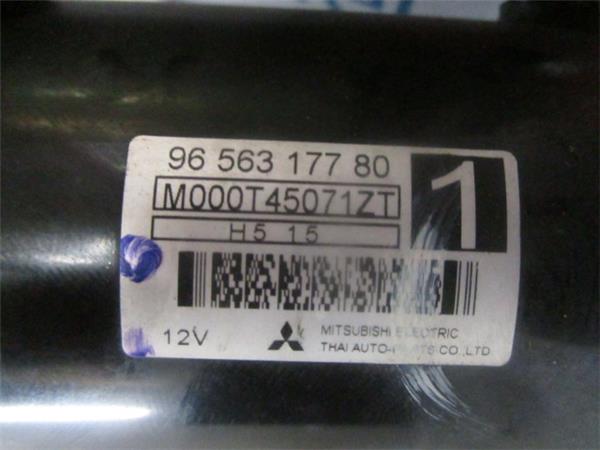 96 563 177 80
M000T45071ZT
1
H5 15
12V
MITSUBISHI ELECTRIC
THAI AUTO-PARTS CO.,LTD